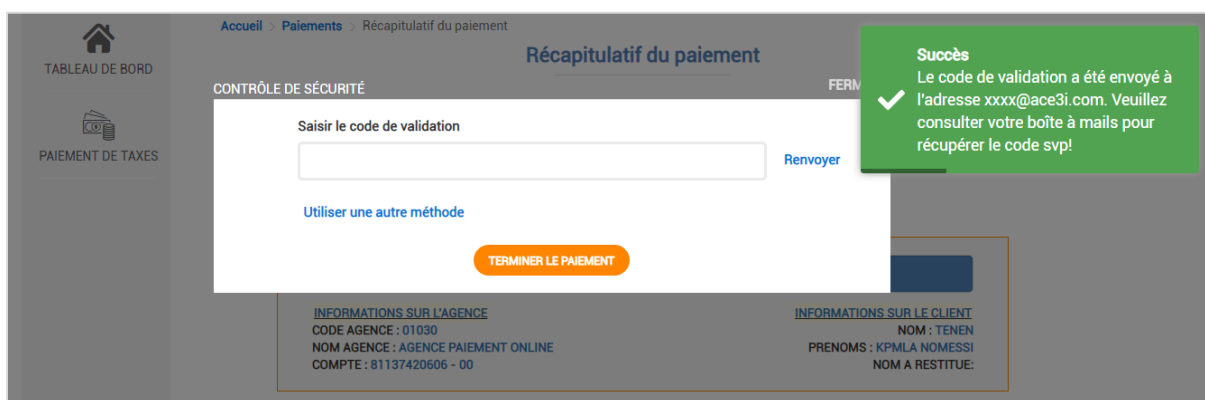 Accueil > Paiements > Récapitulatif du paiement
Récapitulatif du paiement
TABLEAU DE BORD
PAIEMENT DE TAXES
CONTRÔLE DE SÉCURITÉ
FERM
Saisir le code de validation
Renvoyer
Utiliser une autre méthode
TERMINER LE PAIEMENT
Succès
Le code de validation a été envoyé à
l'adresse xxxx@ace3i.com. Veuillez
consulter votre boîte à mails pour
récupérer le code svp!
INFORMATIONS SUR L'AGENCE
CODE AGENCE : 01030
NOM AGENCE : AGENCE PAIEMENT ONLINE
COMPTE : 81137420606 - 00
INFORMATIONS SUR LE CLIENT
NOM : TENEN
PRENOMS : KPMLA NOMESSI
NOM A RESTITUE: